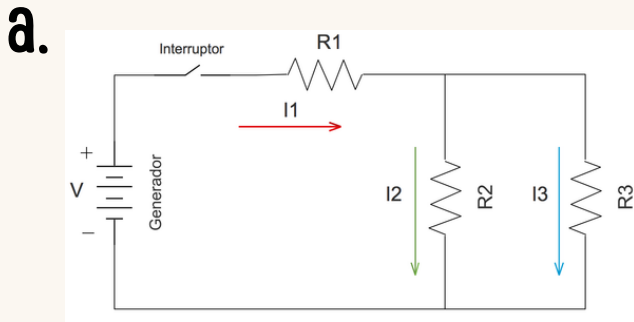 a.
Interruptor
R1
I1
+
V
Generador
−
I2
R2
I3
R3